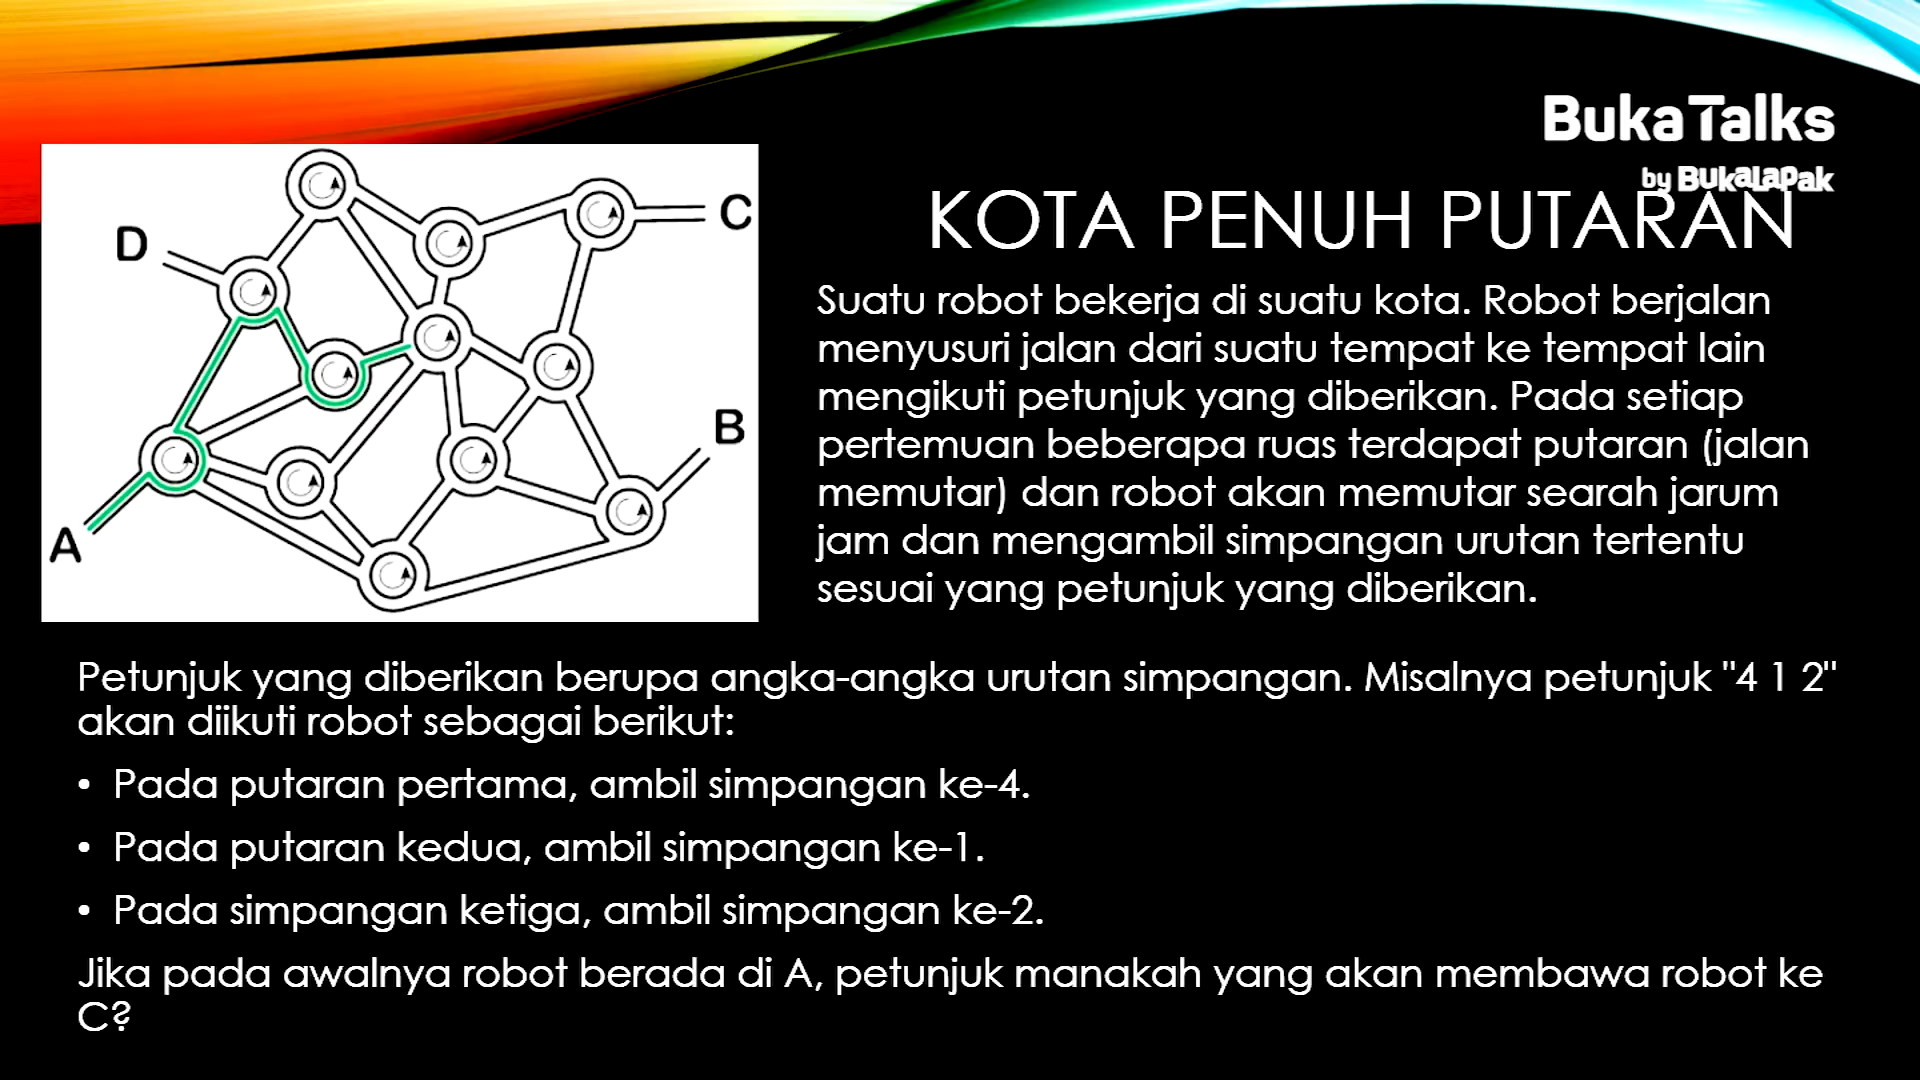 BukaTalks
by Bukalapak
KOTA PENUH PUTARAN
D
C
B
A
Suatu robot bekerja di suatu kota. Robot berjalan
menyusuri jalan dari suatu tempat ke tempat lain
mengikuti petunjuk yang diberikan. Pada setiap
pertemuan beberapa ruas terdapat putaran (jalan
memutar) dan robot akan memutar searah jarum
jam dan mengambil simpangan urutan tertentu
sesuai yang petunjuk yang diberikan.
Petunjuk yang diberikan berupa angka-angka urutan simpangan. Misalnya petunjuk "4 1 2"
akan diikuti robot sebagai berikut:
• Pada putaran pertama, ambil simpangan ke-4.
• Pada putaran kedua, ambil simpangan ke-1.
• Pada simpangan ketiga, ambil simpangan ke-2.
Jika pada awalnya robot berada di A, petunjuk manakah yang akan membawa robot ke
C?